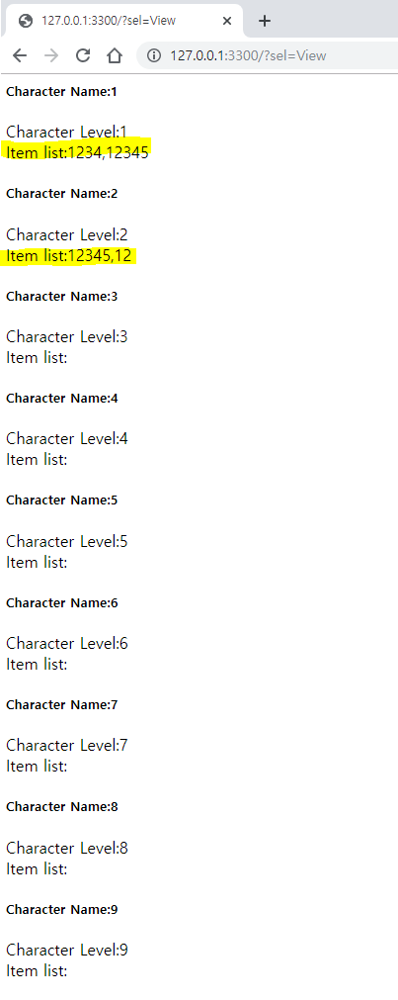 127.0.0.1:3300/?sel=View
127.0.0.1:3300/?sel=View
Character Name:1
Character Level:1
Item list:1234,12345
Character Name:2
Character Level:2
Item list:12345,12
Character Name:3
Character Level:3
Item list:
Character Name:4
Character Level:4
Item list:
Character Name:5
Character Level:5
Item list:
Character Name:6
Character Level:6
Item list:
Character Name:7
Character Level:7
Item list:
Character Name:8
Character Level:8
Item list:
Character Name:9
Character Level:9
Item list: